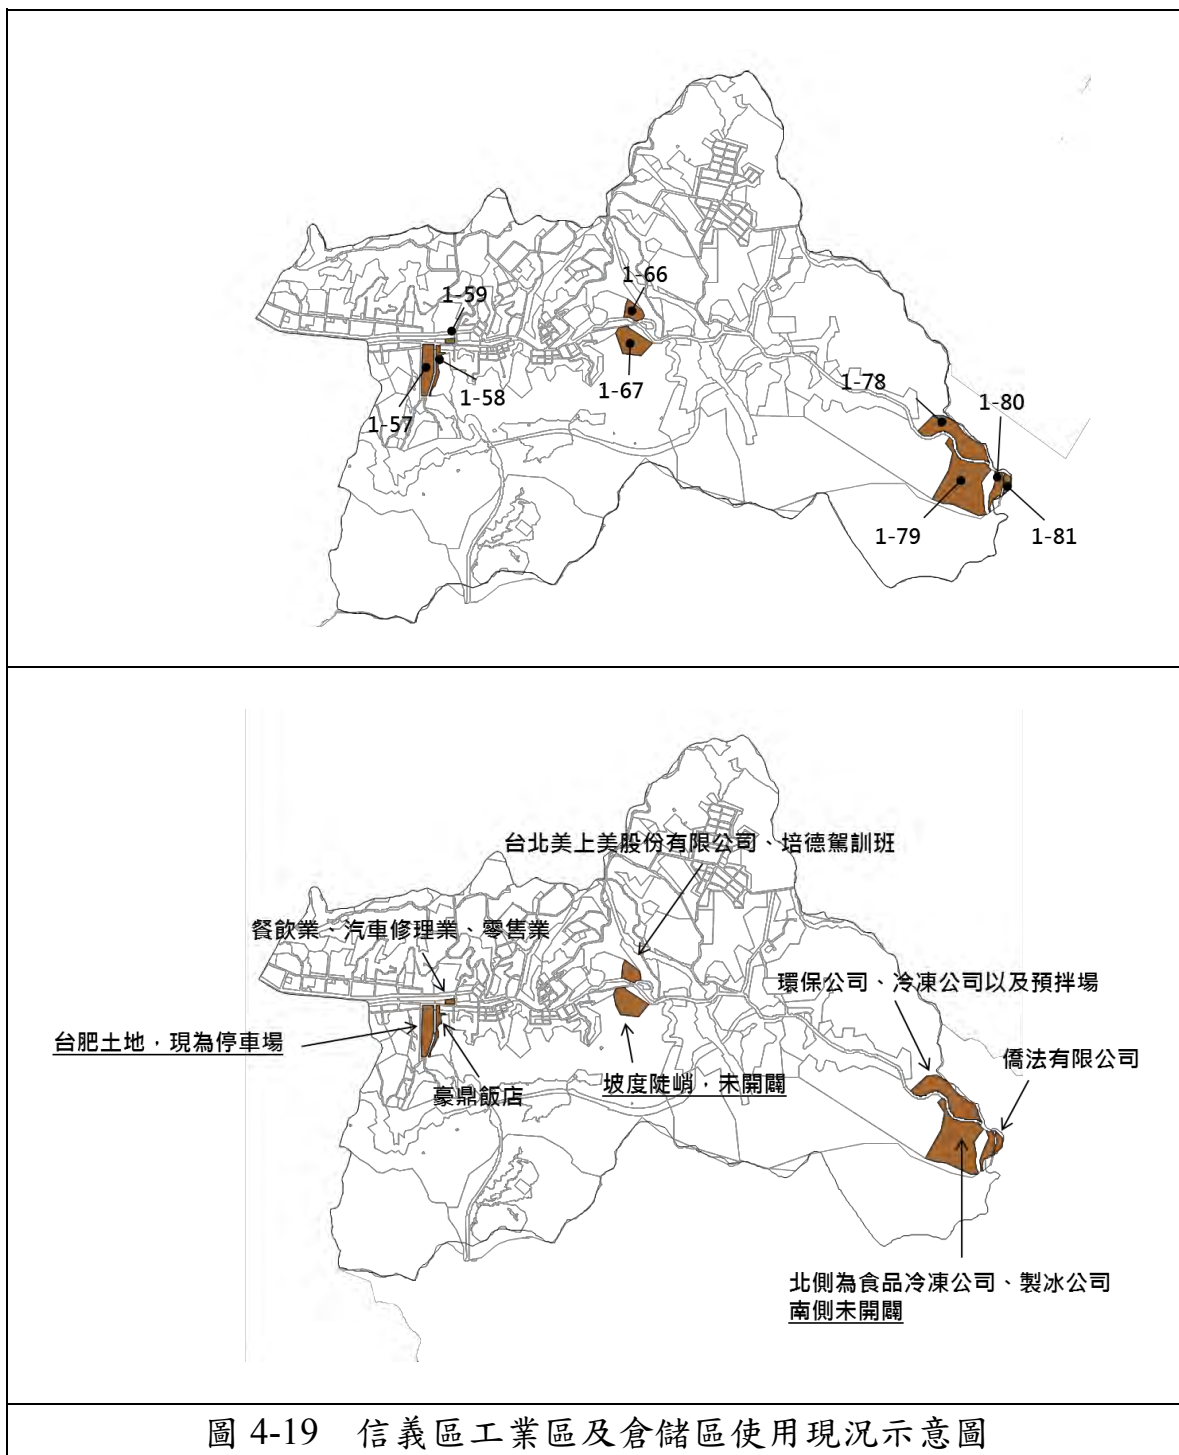 1-66
1-59
1-67
1-58
1-57
1-78
1-80
1-79
1-81
台北美上美股份有限公司、培德駕訓班
餐飲業、汽車修理業、零售業
環保公司、冷凍公司以及預拌場
台肥土地，現為停車場
僑法有限公司
坡度陡峭，未開闢
豪鼎飯店
北側為食品冷凍公司、製冰公司
南側未開闢
圖 4-19 信義區工業區及倉儲區使用現況示意圖